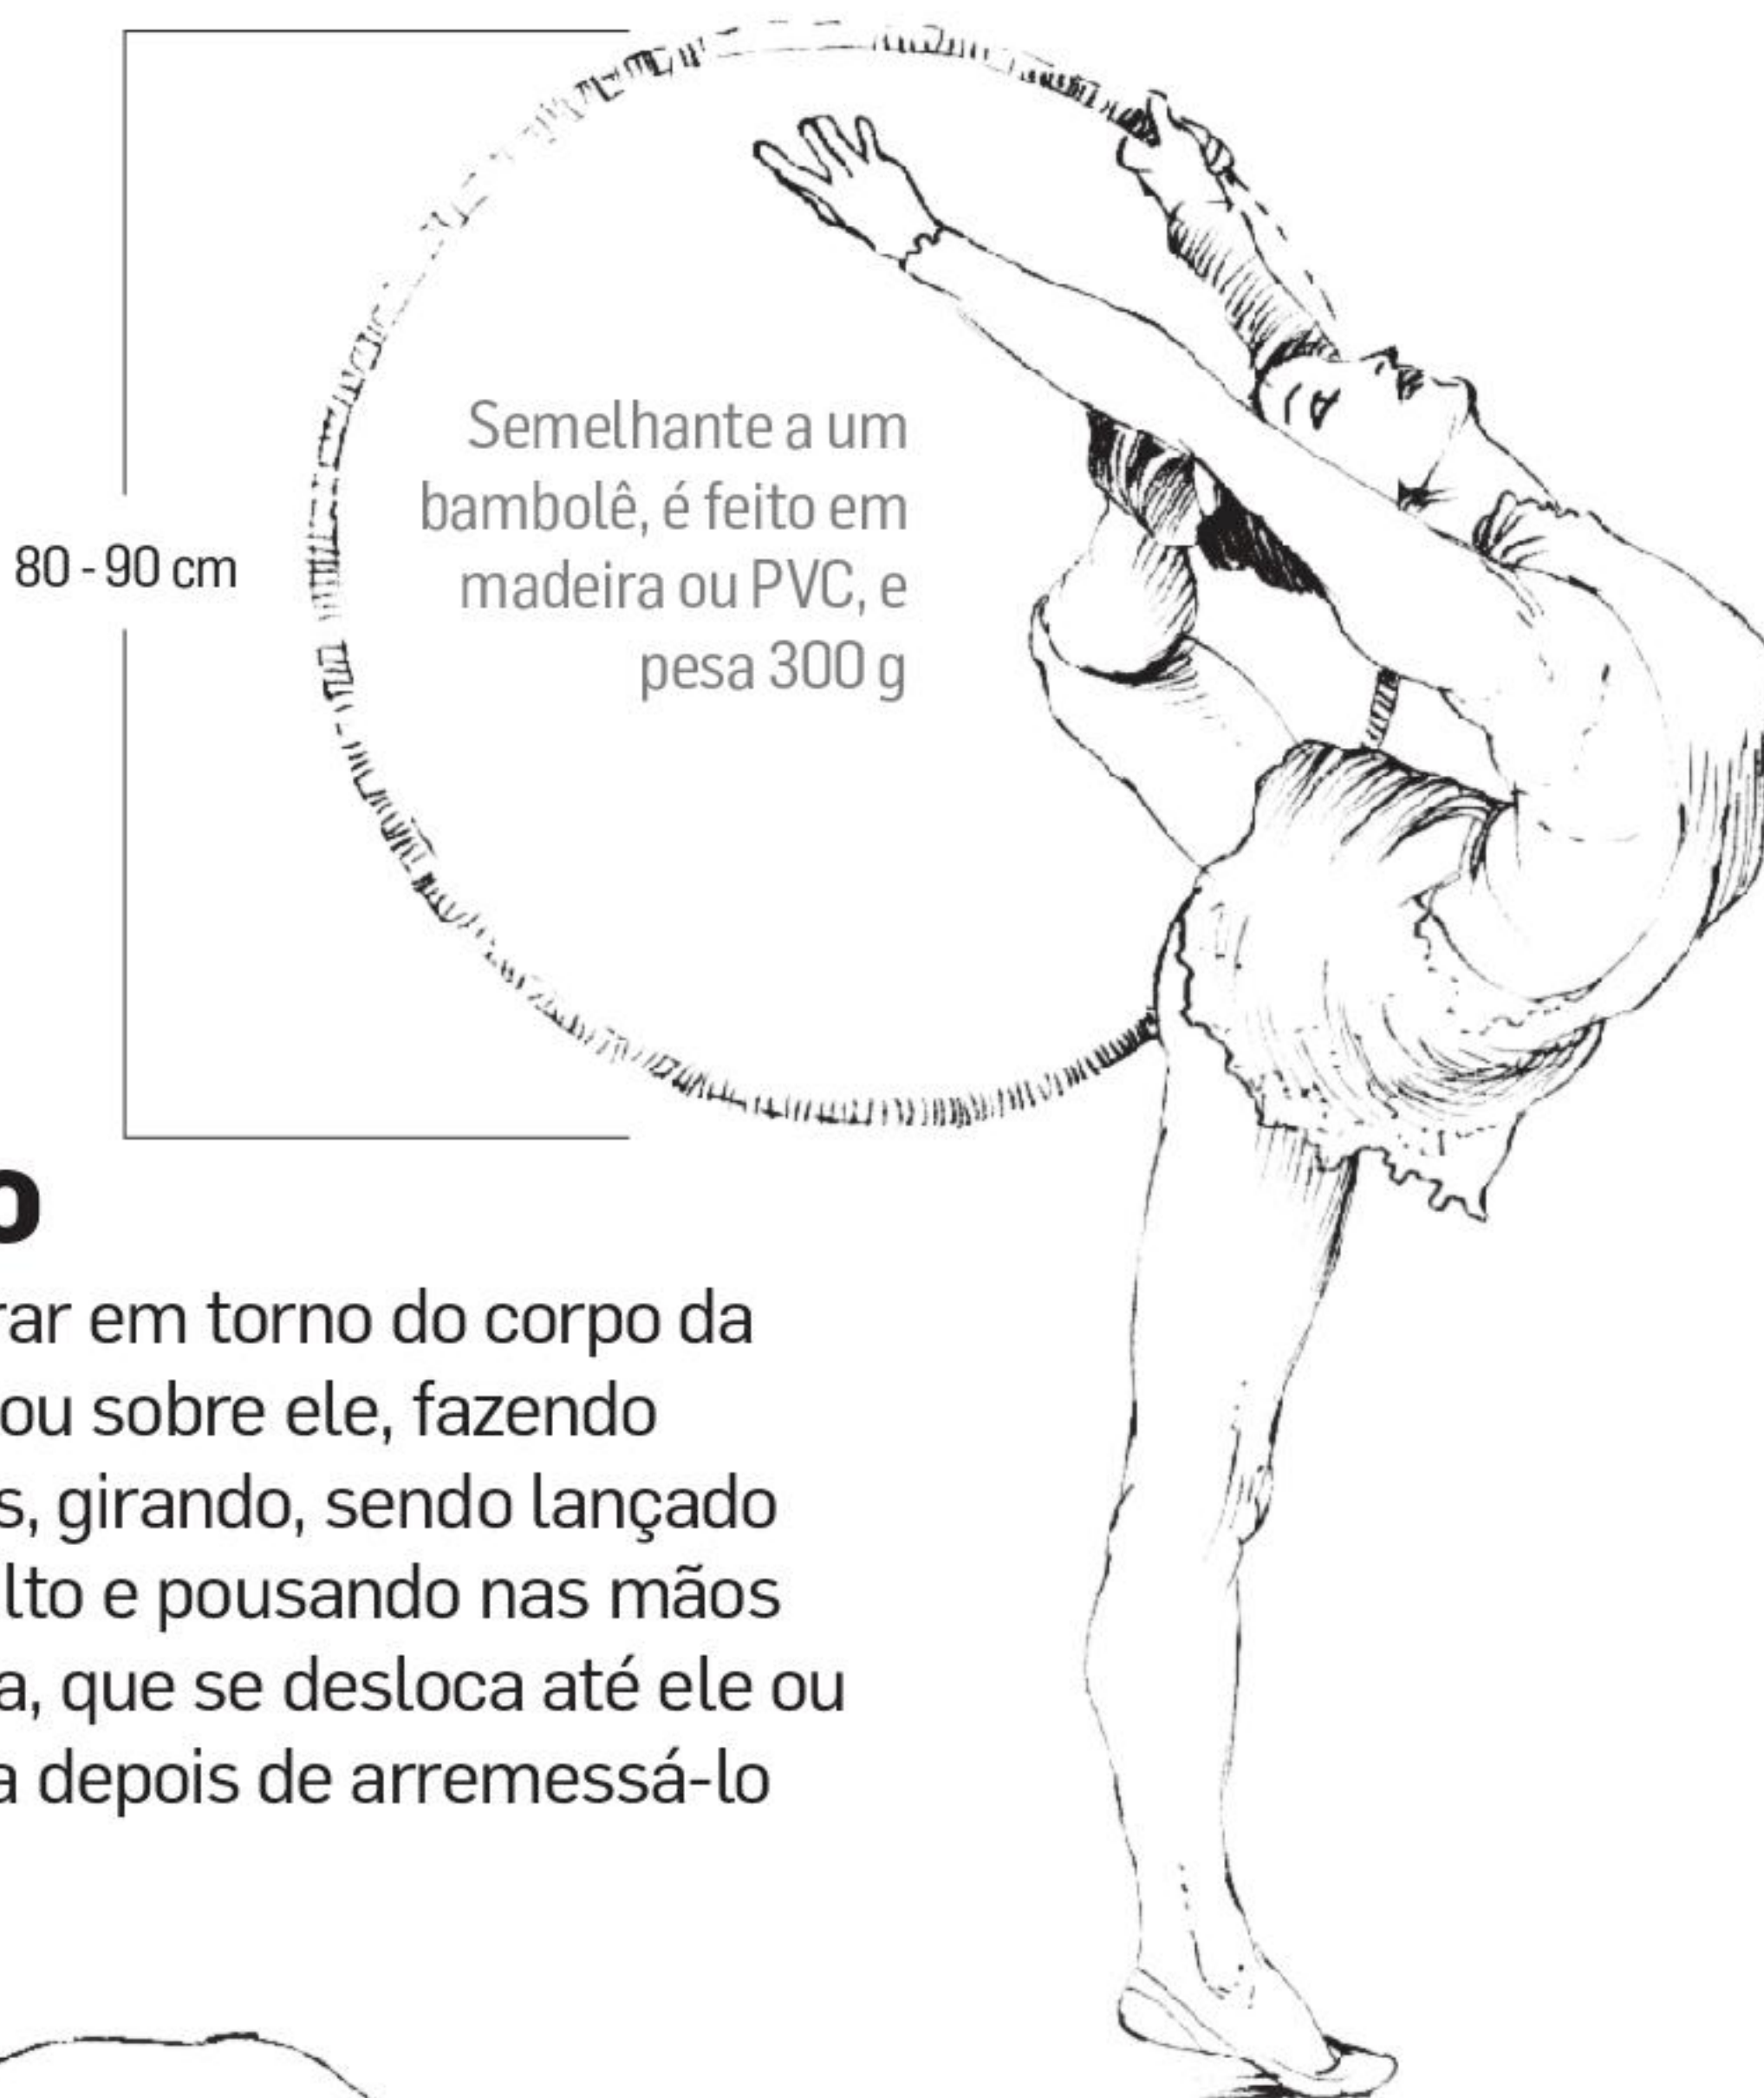 Semelhante a um
bambolê, é feito em
madeira ou PVC, e
pesa 300 g
80 - 90 cm
em torno do corpo da
ou sobre ele, fazendo
girando, sendo lançado
e pousando nas mãos
que se desloca até ele ou
depois de arremessá-lo